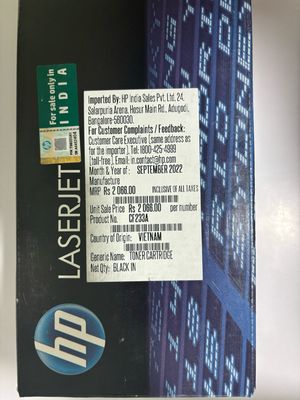 For sale only in
INDIA
LASERJET
hp
Imported By: HP India Sales Pvt. Ltd. 24,
Salarpuria Arena, Hosur Main Rd., Adugodi,
Bangalore-560030.
For Customer Complaints / Feedback:
Customer Care Executive (same address as
for the importer), Tel: 1800-425-4999
(toll-free) Email: in.contact@hp.com
Month & Year of : SEPTEMBER 2022
Manufacture
MRP Rs 2 066.00 INCLUSIVE OF ALL TAXES
Unit Sale Price Rs 2 066.00 per number
Product No. CF233A
Country of Origin: VIETNAM
Generic Name: TONER CARTRIDGE
Net Qty: BLACK IN